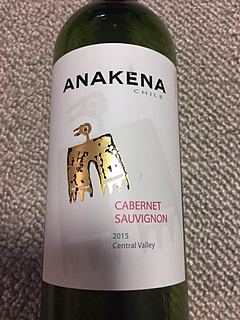 ANAKENA
CHILE
CABERNET
SAUVIGNON
2015
Central Valley